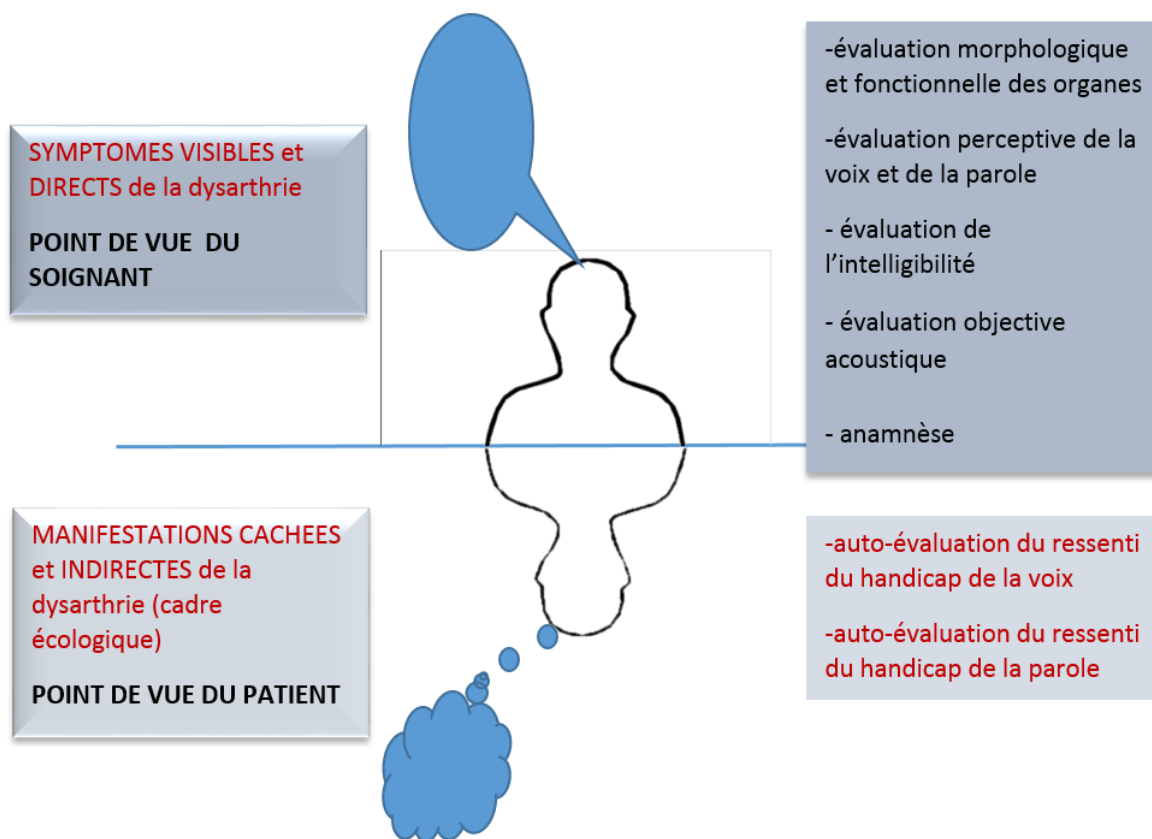 SYMPTOMES VISIBLES et
DIRECTS de la dysarthrie
POINT DE VUE DU
SOIGNANT
-évaluation morphologique
et fonctionnelle des organes
-évaluation perceptive de la
voix et de la parole
- évaluation de
l’intelligibilité
- évaluation objective
acoustique
- anamnèse
MANIFESTATIONS CACHEES
et INDIRECTES de la
dysarthrie (cadre
écologique)
POINT DE VUE DU PATIENT
-auto-évaluation du ressenti
du handicap de la voix
-auto-évaluation du ressenti
du handicap de la parole